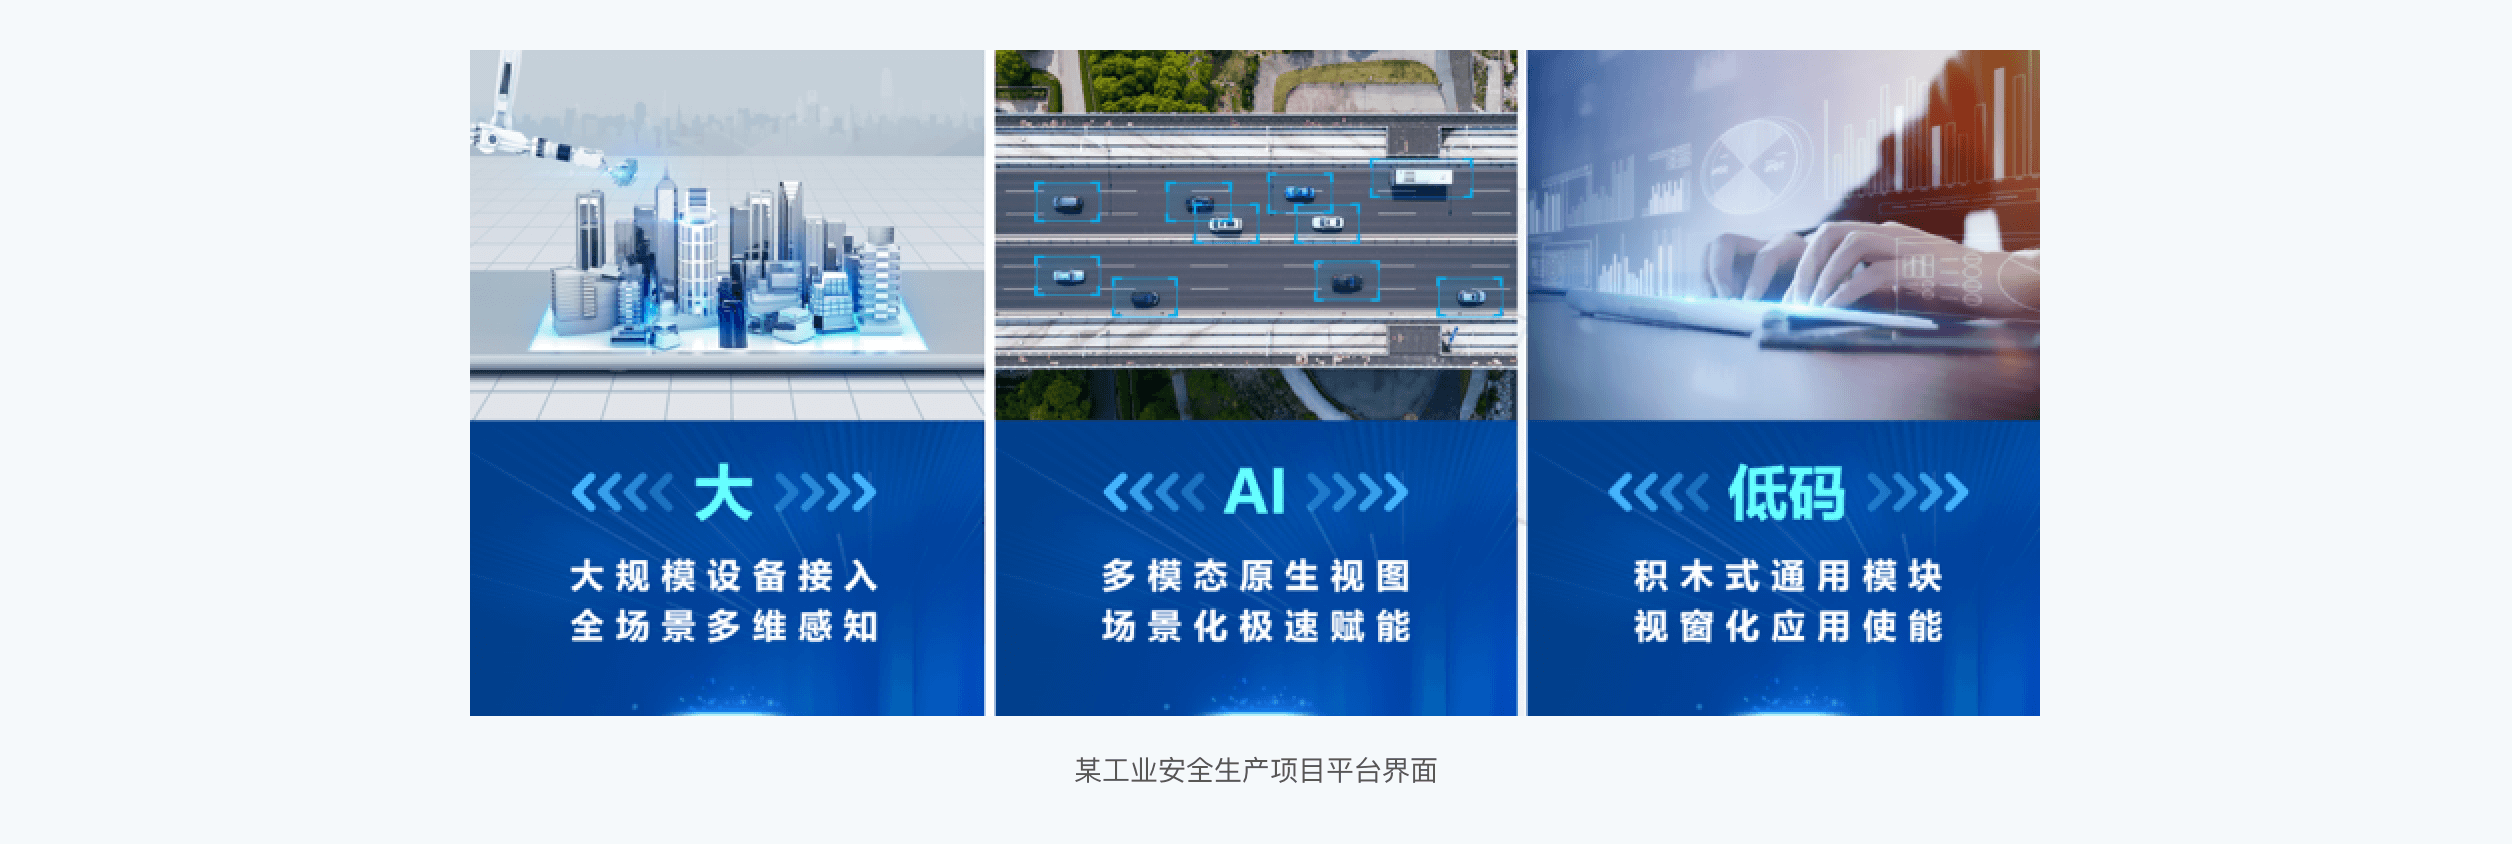 大
大规模设备接入
全场景多维感知
AI
多模态原生视图
场景化极速赋能
低码
积木式通用模块
视窗化应用使能
某工业安全生产项目平台界面